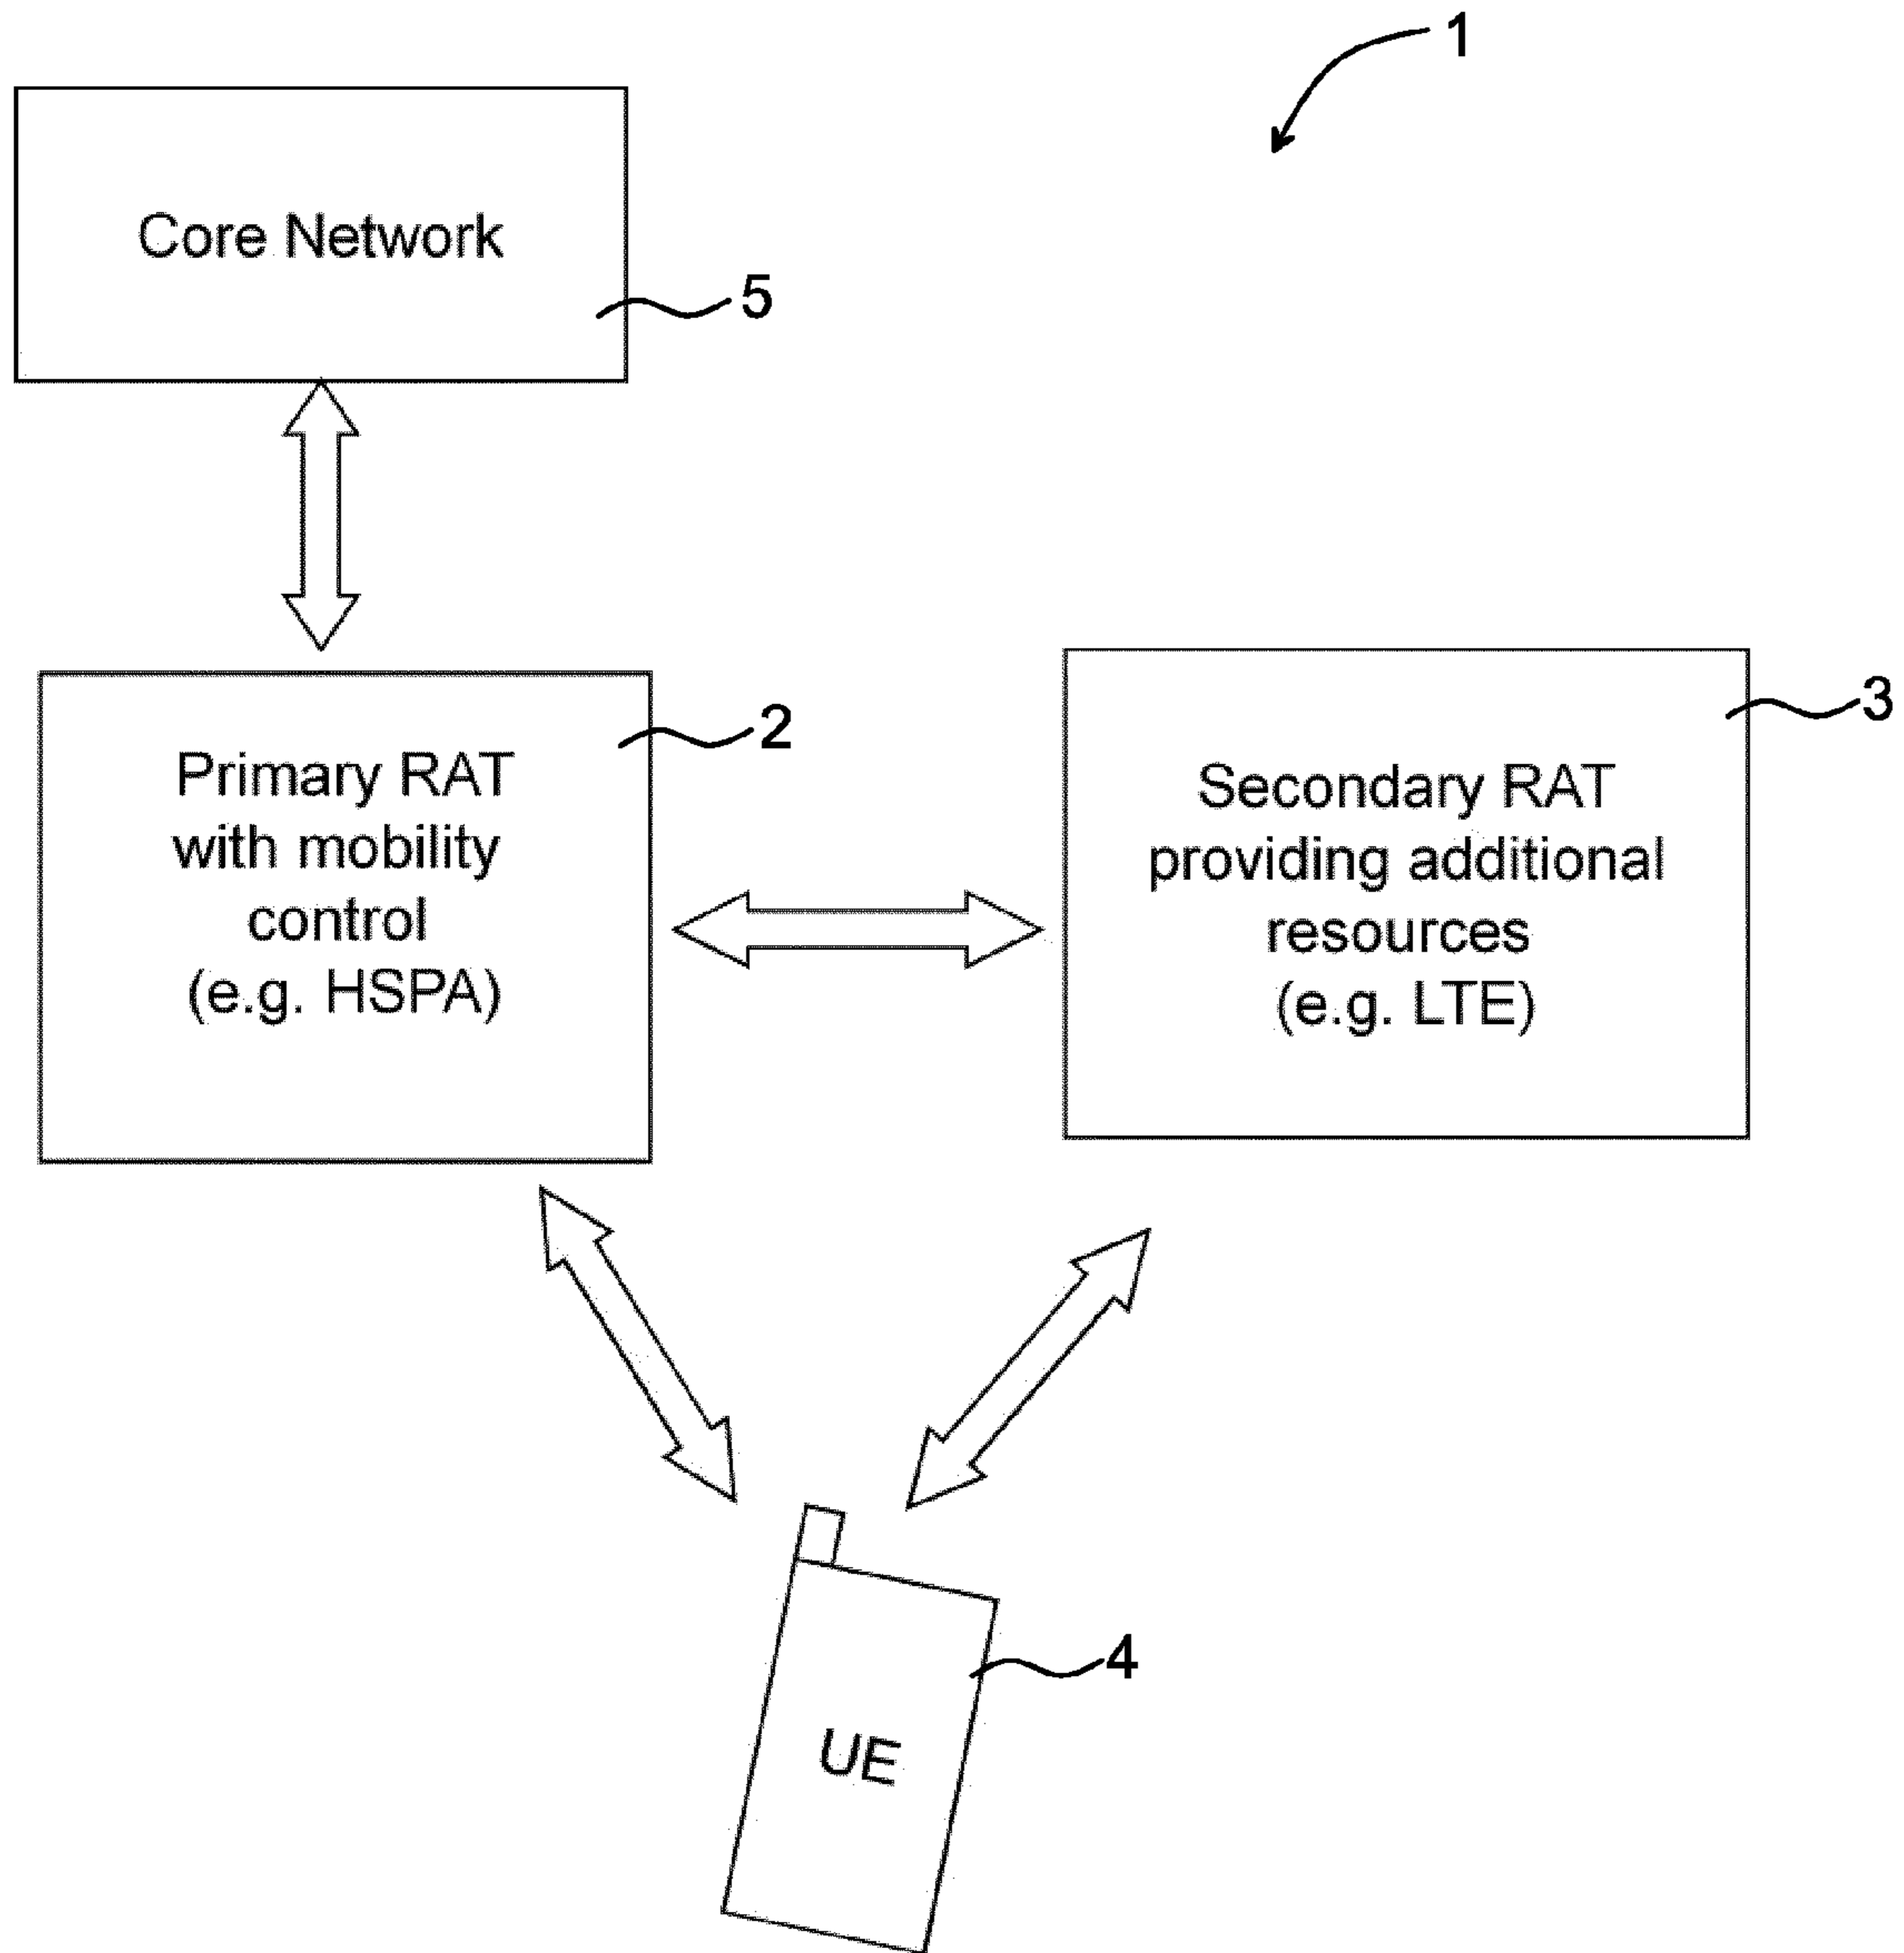 1
Core Network
5
2
Primary RAT
with mobility
control
(e.g. HSPA)
3
Secondary RAT
providing additional
resources
(e.g. LTE)
4
UE